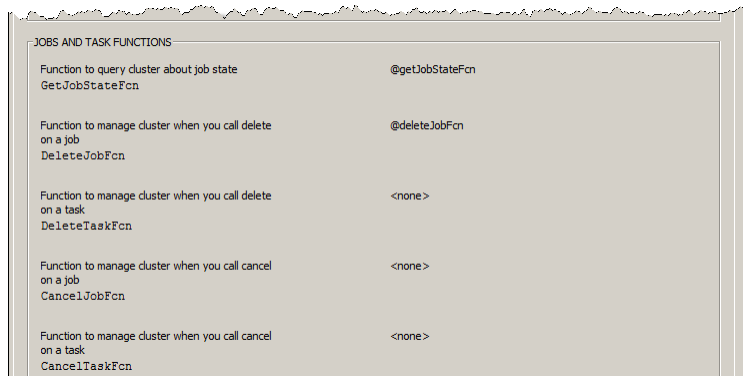 JOBS AND TASK FUNCTIONS
Function to query cluster about job state @getJobStateFcn
GetJobStateFcn
Function to manage cluster when you call delete @deleteJobFcn
on a job
DeleteJobFcn
Function to manage cluster when you call delete <none>
on a task
DeleteTaskFcn
Function to manage cluster when you call cancel <none>
on a job
CancelJobFcn
Function to manage cluster when you call cancel <none>
on a task
CancelTaskFcn